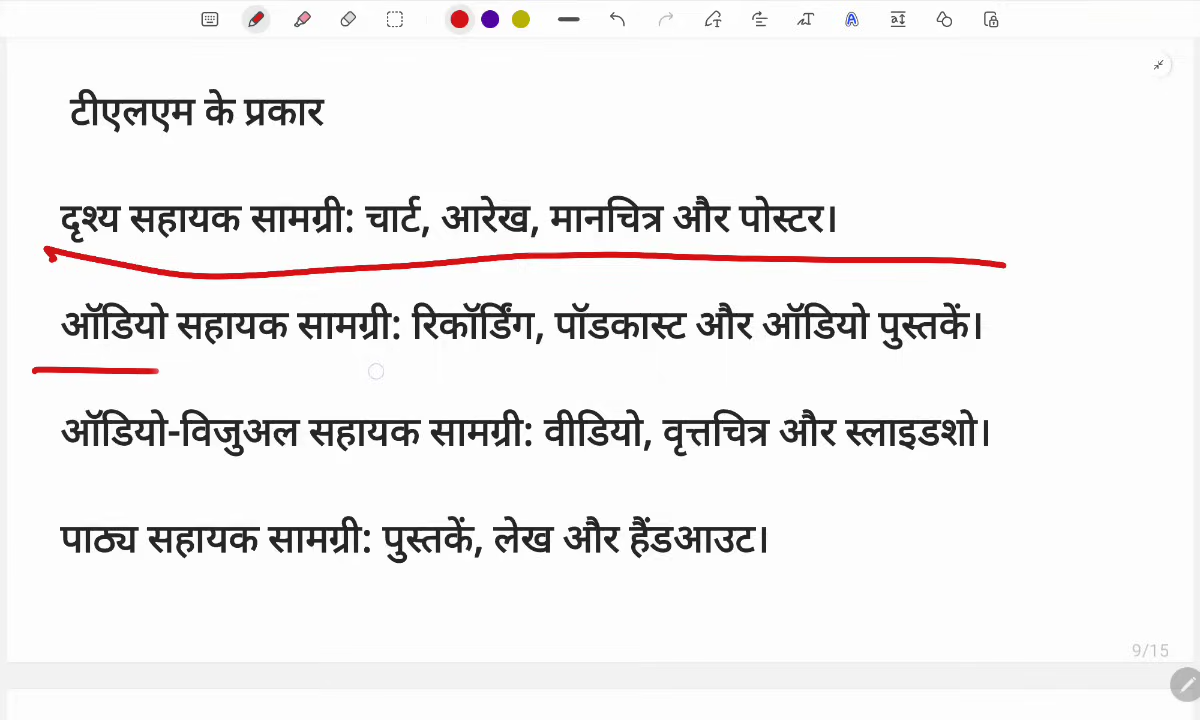 टीएलएम के प्रकार
दृश्य सहायक सामग्री: चार्ट, आरेख, मानचित्र और पोस्टर।
ऑडियो सहायक सामग्री: रिकॉर्डिंग, पॉडकास्ट और ऑडियो पुस्तकें।
ऑडियो-विजुअल सहायक सामग्री: वीडियो, वृत्तचित्र और स्लाइडशो।
पाठ्य सहायक सामग्री: पुस्तकें, लेख और हैंडआउट।
9/15